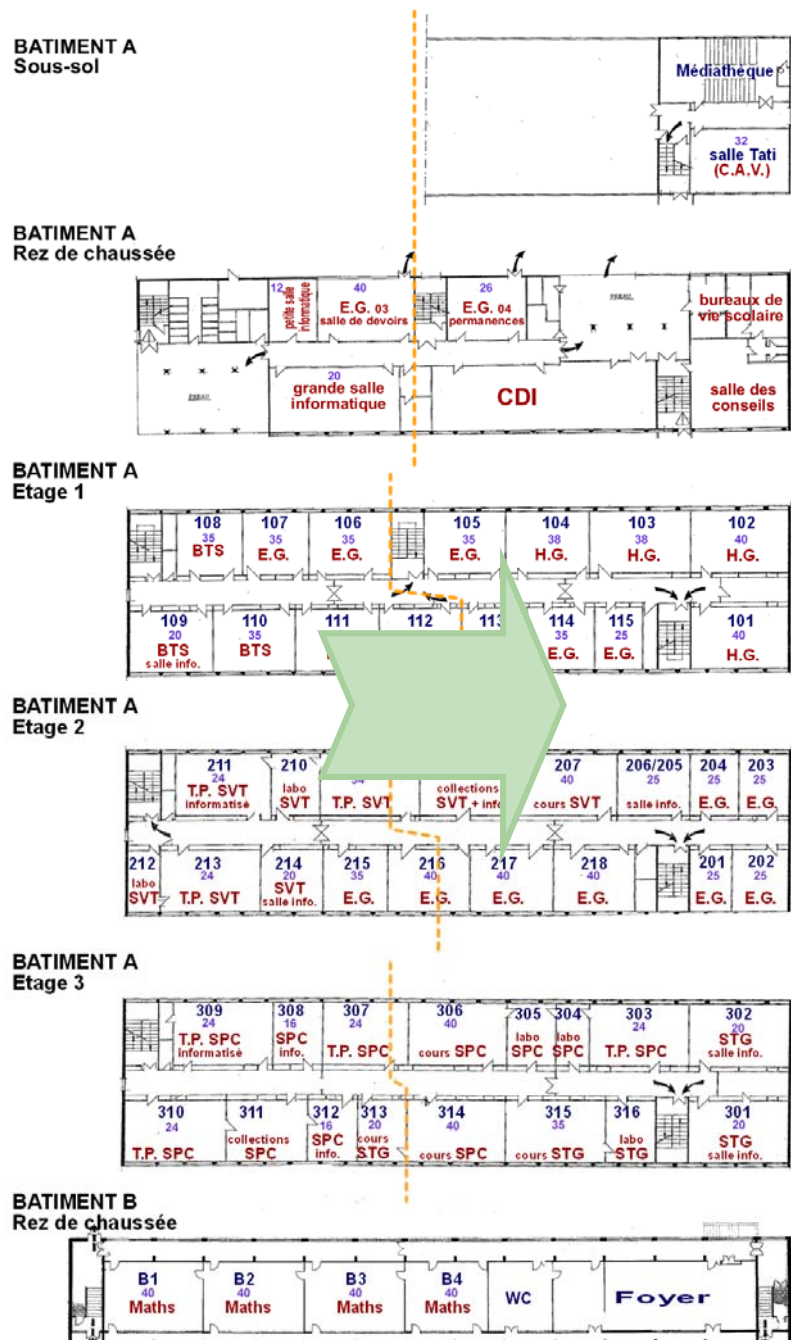 BATIMENT A
Sous-sol
Médiathèque
32
salle Tati
(C.A.V.)
BATIMENT A
Rez de chaussée
12
petite salle
informatique
40
E.G. 03
salle de devoirs
26
E.G. 04
permanences
PREAU
bureaux de
vie scolaire
PREAU
20
grande salle
informatique
CDI
salle des
conseils
BATIMENT A
Etage 1
108
35
BTS
107
35
E.G.
106
35
E.G.
105
35
E.G.
104
38
H.G.
103
38
H.G.
102
40
H.G.
109
20
BTS
salle info.
110
35
BTS
111
112
113
114
35
E.G.
115
25
E.G.
101
40
H.G.
BATIMENT A
Etage 2
211
24
T.P. SVT
informatisé
210
labo
SVT
T.P. SVT
collections
SVT + info
207
40
cours SVT
206/205
25
salle info.
204
25
E.G.
203
25
E.G.
212
labo
SVT
213
24
T.P. SVT
214
20
SVT
salle info.
215
35
E.G.
216
40
E.G.
217
40
E.G.
218
40
E.G.
201
25
E.G.
202
25
E.G.
BATIMENT A
Etage 3
309
24
T.P. SPC
informatisé
308
16
SPC
info.
307
24
T.P. SPC
306
40
cours SPC
305
labo
SPC
304
labo
SPC
303
24
T.P. SPC
302
20
STG
salle info.
310
24
T.P. SPC
311
collections
SPC
312
16
SPC
info.
313
20
cours
STG
314
40
cours SPC
315
35
cours STG
316
labo
STG
301
20
STG
salle info.
BATIMENT B
Rez de chaussée
B1
40
Maths
B2
40
Maths
B3
40
Maths
B4
40
Maths
WC
Foyer